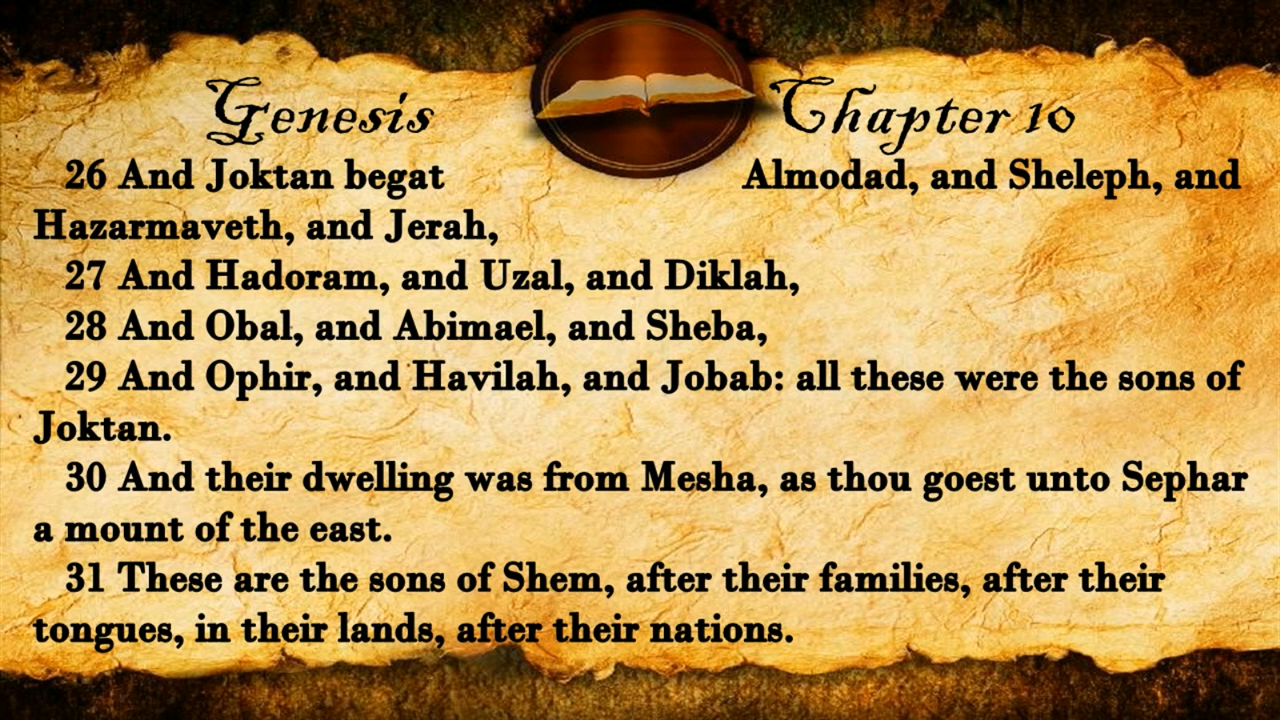 Genesis Chapter 10
26 And Joktan begat Almodad, and Sheleph, and
Hazarmaveth, and Jerah,
27 And Hadoram, and Uzal, and Diklah,
28 And Obal, and Abimael, and Sheba,
29 And Ophir, and Havilah, and Jobab: all these were the sons of
Joktan.
30 And their dwelling was from Mesha, as thou goest unto Sephar
a mount of the east.
31 These are the sons of Shem, after their families, after their
tongues, in their lands, after their nations.